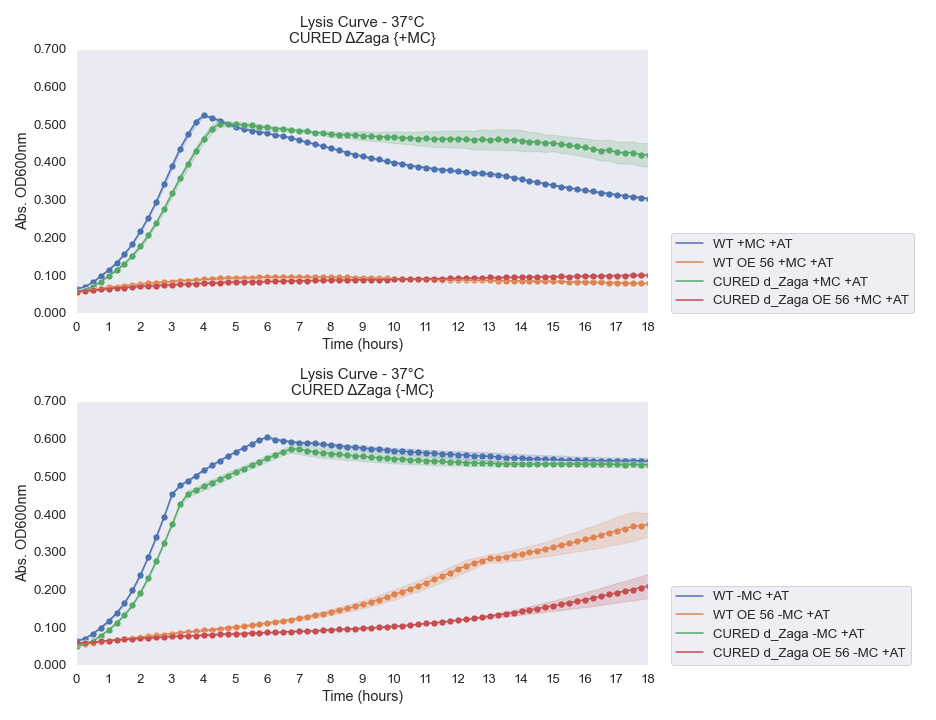 Lysis Curve - 37°C
CURED ΔZaga {+MC}
Abs. OD600nm
0.700
0.600
0.500
0.400
0.300
0.200
0.100
0.000
0 1 2 3 4 5 6 7 8 9 10 11 12 13 14 15 16 17 18
Time (hours)
WT +MC +AT
WT OE 56 +MC +AT
CURED d_Zaga +MC +AT
CURED d_Zaga OE 56 +MC +AT
Lysis Curve - 37°C
CURED ΔZaga {-MC}
Abs. OD600nm
0.700
0.600
0.500
0.400
0.300
0.200
0.100
0.000
0 1 2 3 4 5 6 7 8 9 10 11 12 13 14 15 16 17 18
Time (hours)
WT -MC +AT
WT OE 56 -MC +AT
CURED d_Zaga -MC +AT
CURED d_Zaga OE 56 -MC +AT